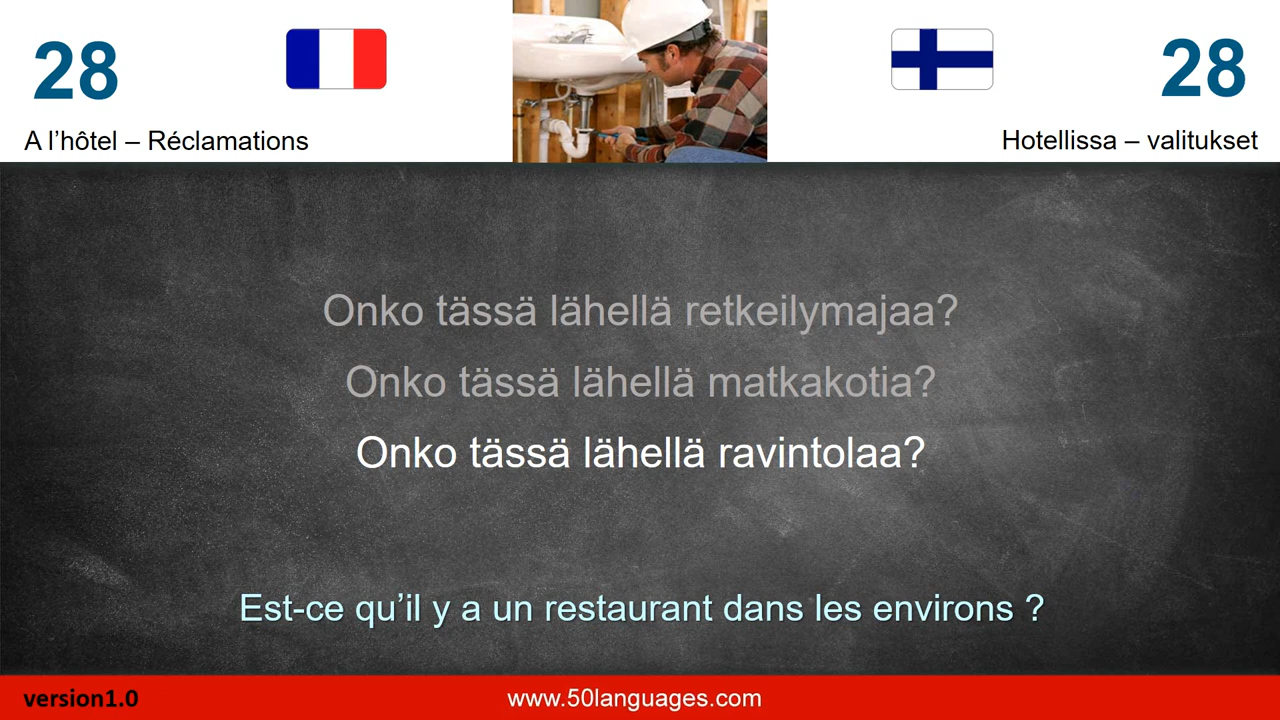 28
28
A l’hôtel – Réclamations
Hotellissa – valitukset
Onko tässä lähellä retkeilymajaa?
Onko tässä lähellä matkakotia?
Onko tässä lähellä ravintolaa?
Est-ce qu’il y a un restaurant dans les environs ?
version1.0
www.50languages.com